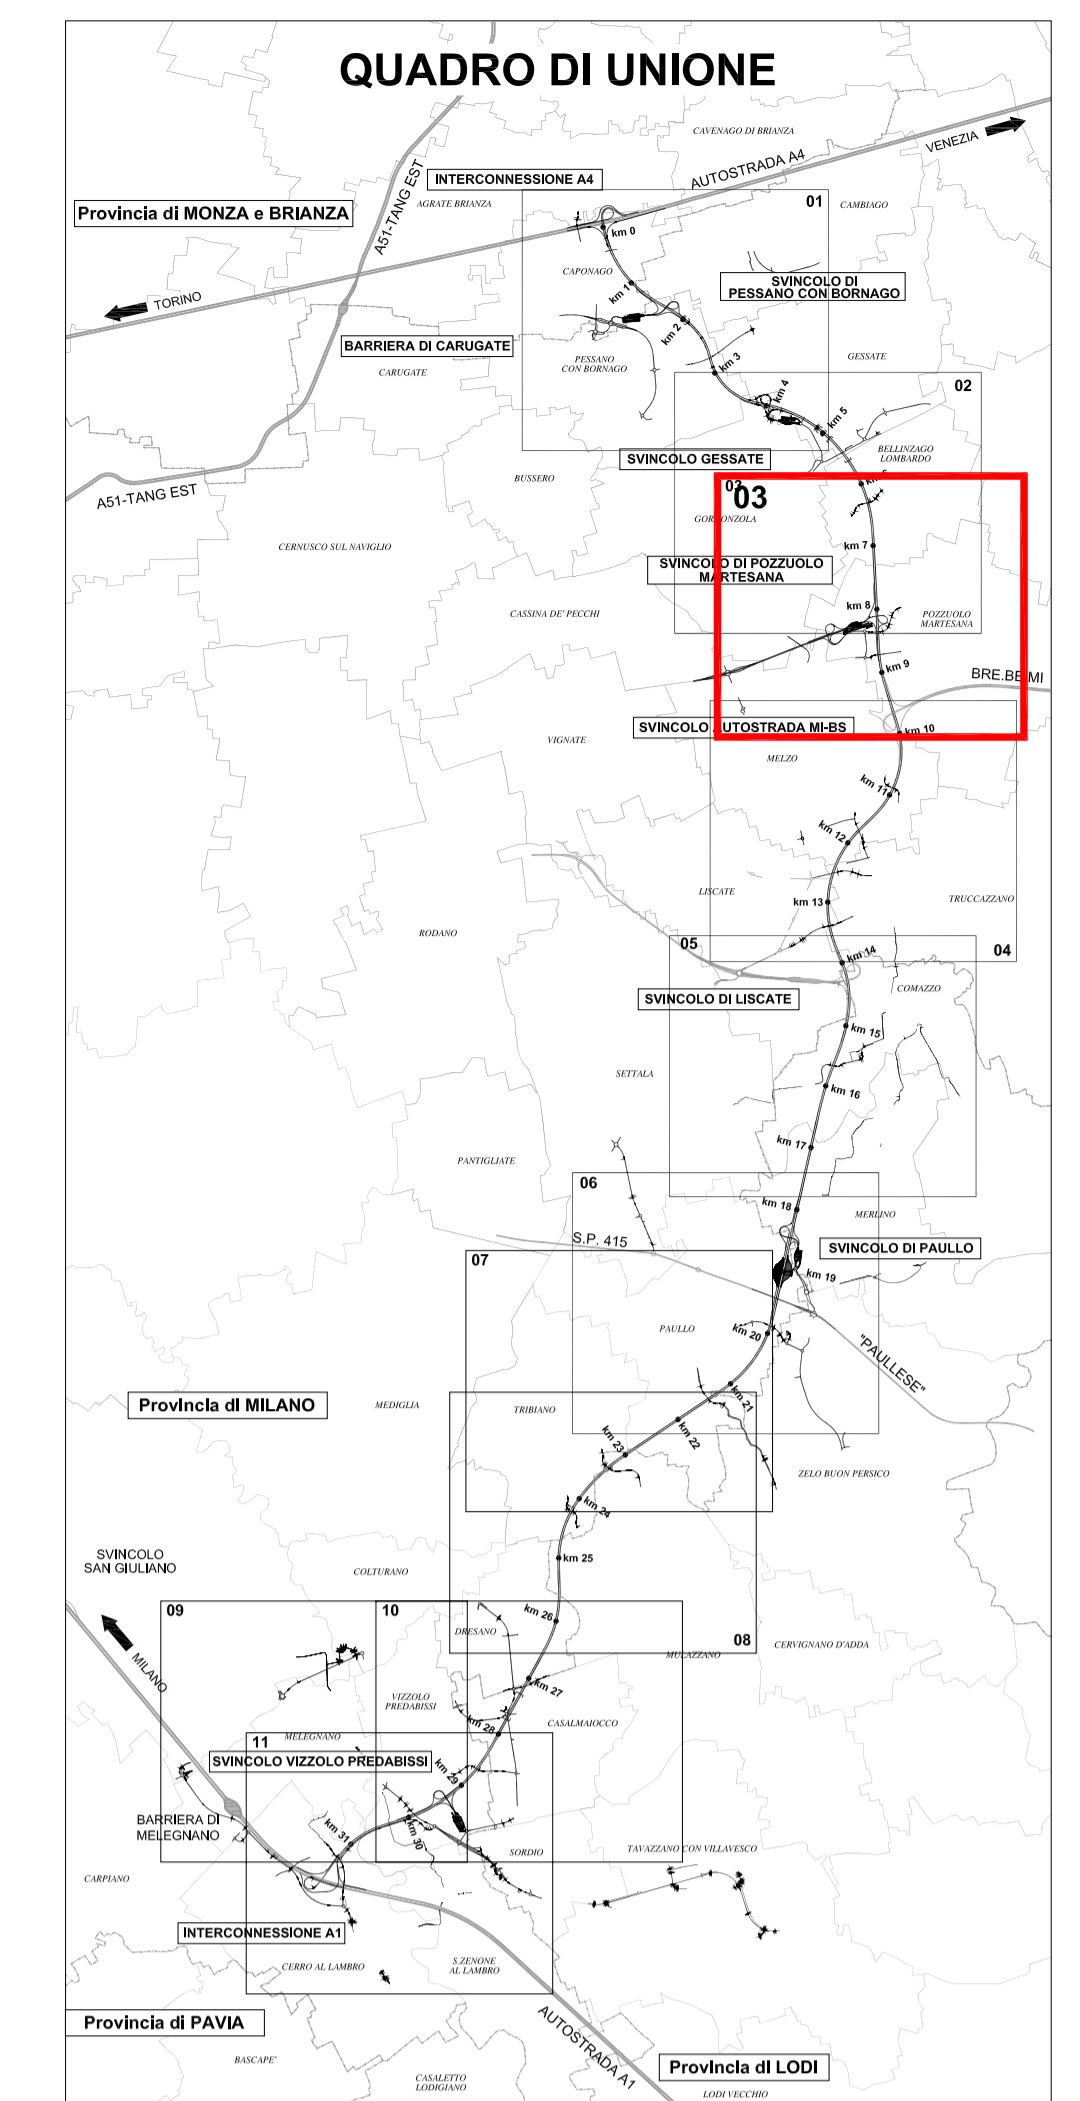 QUADRO DI UNIONE
CAVENAGO DI BRIANZA
VENEZIA
AUTOSTRADA A4
INTERCONNESSIONE A4
A51-TANG EST
AGRATE BRIANZA
Provincia di MONZA e BRIANZA
01
CAMBIAGO
km 0
CAPONAGO
SVINCOLO DI
PESSANO CON BORNAGO
km 1
TORINO
km 2
BARRIERA DI CARUGATE
CARUGATE
PESSANO
CON BORNAGO
km 3
GESSATE
02
km 4
km 5
BELLINZAGO
LOMBARDO
SVINCOLO GESSATE
BUSSERO
A51-TANG EST
03
03
CERNUSCO SUL NAVIGLIO
km 7
SVINCOLO DI POZZUOLO
MARTESANA
CASSINA DE' PECCHI
km 8
POZZUOLO
MARTESANA
km 9
BRE.BE.MI
VIGNATE
km 10
MELZO
km 11
km 12
LISCATE
km 13
TRUCCAZZANO
RODANO
05
04
km 14
COMAZZO
SVINCOLO DI LISCATE
km 15
SETTALA
km 16
km 17
PANTIGLIATE
06
km 18
MERLINO
S.P. 415
SVINCOLO DI PAULLO
07
km 19
PAULLO
km 20
"PAULLESE"
Provincia di MILANO
MEDIGLIA
TRIBIANO
km 21
km 22
km 23
ZELO BUON PERSICO
km 24
SVINCOLO
SAN GIULIANO
km 25
COLTURANO
09
10
km 26
DRESANO
08
CERVIGNANO D'ADDA
MULAZZANO
MILANO
km 27
VIZZOLO
PREDABISSI
CASALMAIOCCO
km 28
MELEGNANO
11
SVINCOLO VIZZOLO PREDABISSI
km 29
BARRIERA DI
MELEGNANO
km 30
km 31
SORDIO
TAVAZZANO CON VILLAVESCO
CARPIANO
INTERCONNESSIONE A1
CERRO AL LAMBRO
S.ZENONE
AL LAMBRO
Provincia di PAVIA
AUTOSTRADA A1
BASCAPE'
Provincia di LODI
CASALETTO
LODIGIANO
LODI VECCHIO